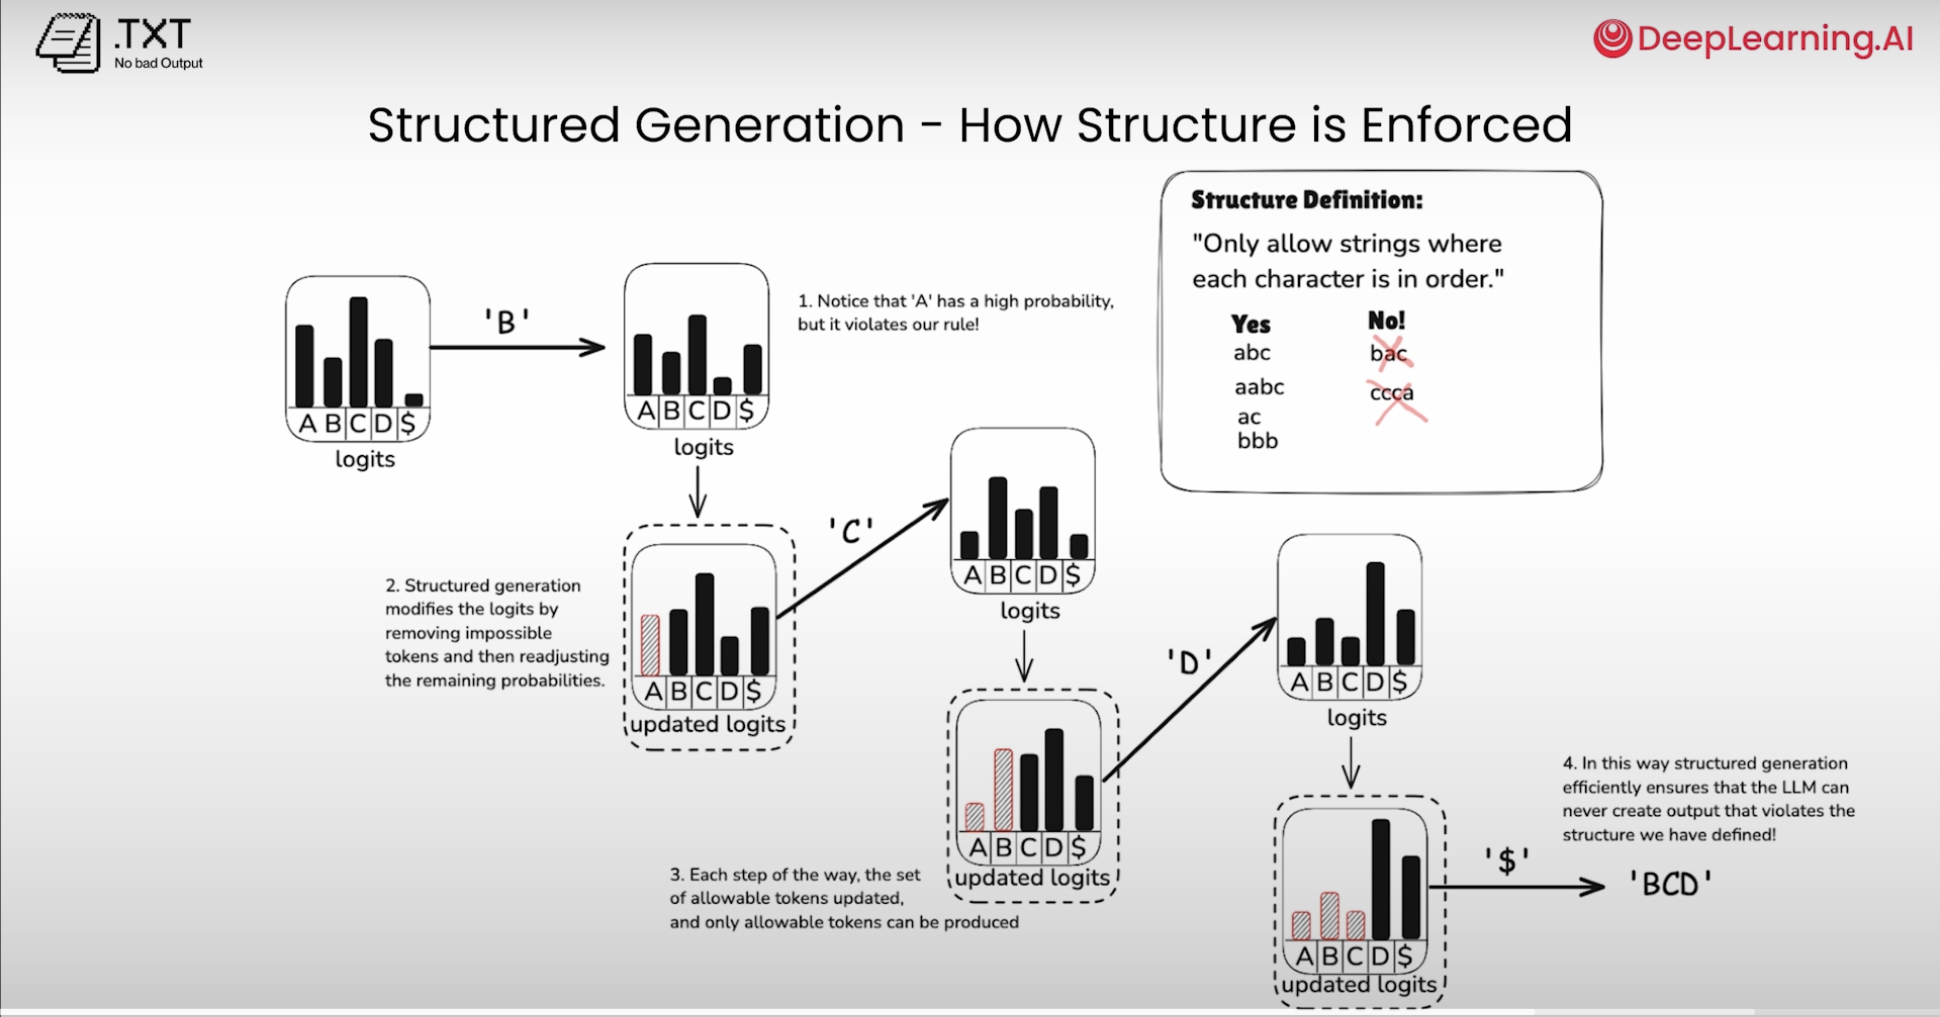 .TXT
No bad Output
DeepLearning.AI
Structured Generation - How Structure is Enforced
Structure Definition:
"Only allow strings where
each character is in order."
Yes
No!
abc
bac
aabc
ccca
ac
bbb
A B C D $
logits
'B'
A B C D $
logits
1. Notice that 'A' has a high probability,
but it violates our rule!
2. Structured generation
modifies the logits by
removing impossible
tokens and then readjusting
the remaining probabilities.
A B C D $
updated logits
'C'
A B C D $
logits
3. Each step of the way, the set
of allowable tokens updated,
and only allowable tokens can be produced
A B C D $
updated logits
'D'
A B C D $
logits
A B C D $
updated logits
4. In this way structured generation
efficiently ensures that the LLM can
never create output that violates the
structure we have defined!
'$'
'BCD'